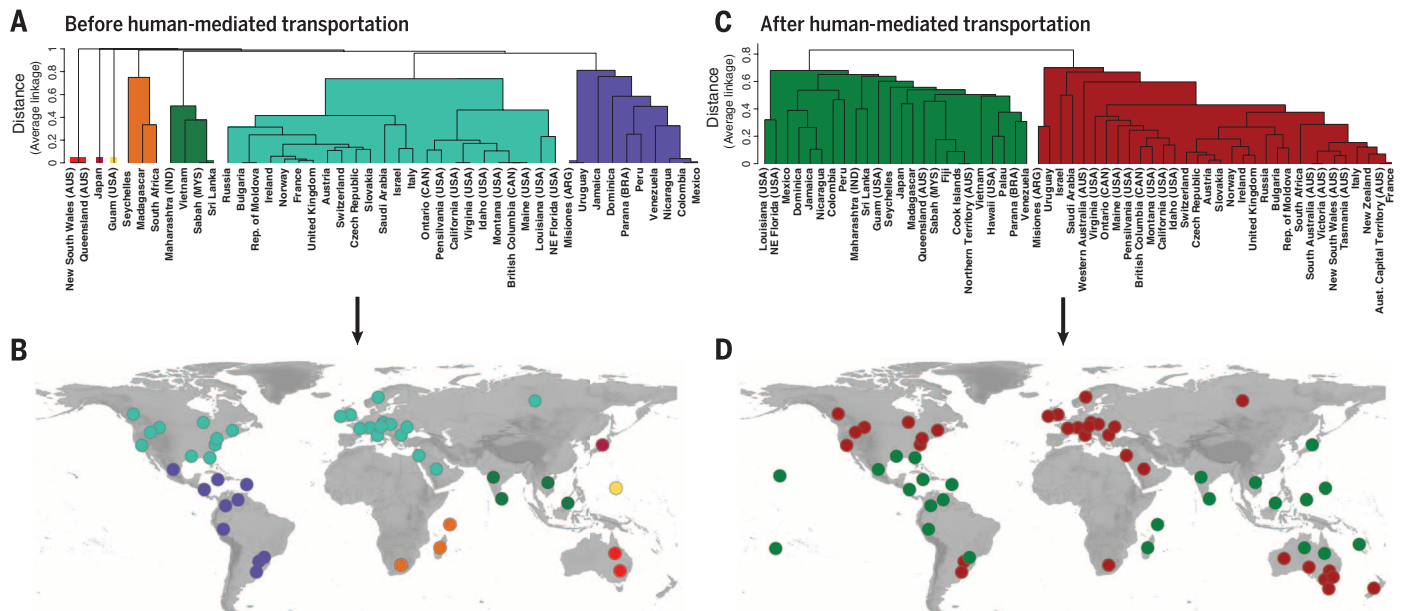 A Before human-mediated transportation
Distance
(Average linkage)
1
0.8
0.6
0.4
0.2
0
New South Wales (AUS)
Queensland (AUS)
Japan
Guam (USA)
Seychelles
Madagascar
South Africa
Maharashtra (IND)
Vietnam
Sabah (MYS)
Sri Lanka
Russia
Bulgaria
Rep. of Moldova
Ireland
Norway
France
United Kingdom
Austria
Switzerland
Czech Republic
Slovakia
Saudi Arabia
Israel
Italy
Ontario (CAN)
Pensilvania (USA)
California (USA)
Virginia (USA)
Idaho (USA)
Montana (USA)
British Columbia (CAN)
Maine (USA)
Louisiana (USA)
NE Florida (USA)
Misiones (ARG)
Uruguay
Jamaica
Dominica
Parana (BRA)
Peru
Venezuela
Nicaragua
Colombia
Mexico
C After human-mediated transportation
Distance
(Average linkage)
0.8
0.6
0.4
0.2
0
Louisiana (USA)
NE Florida (USA)
Mexico
Dominica
Jamaica
Nicaragua
Colombia
Peru
Maharashtra (IND)
Sri Lanka
Guam (USA)
Seychelles
Japan
Madagascar
Queensland (AUS)
Sabah (MYS)
Fiji
Cook Islands
Northern Territory (AUS)
Vietnam
Hawaii (USA)
Palau
Parana (BRA)
Venezuela
Misiones (ARG)
Uruguay
Israel
Saudi Arabia
Western Australia (AUS)
Virginia (USA)
Ontario (CAN)
Maine (USA)
Pensilvania (USA)
British Columbia (CAN)
Montana (USA)
California (USA)
Idaho (USA)
Switzerland
Czech Republic
Austria
Slovakia
Norway
Ireland
United Kingdom
Russia
Bulgaria
Rep. of Moldova
South Africa
South Australia (AUS)
Victoria (AUS)
New South Wales (AUS)
Tasmania (AUS)
Italy
New Zealand
Aust. Capital Territory (AUS)
France
B
D